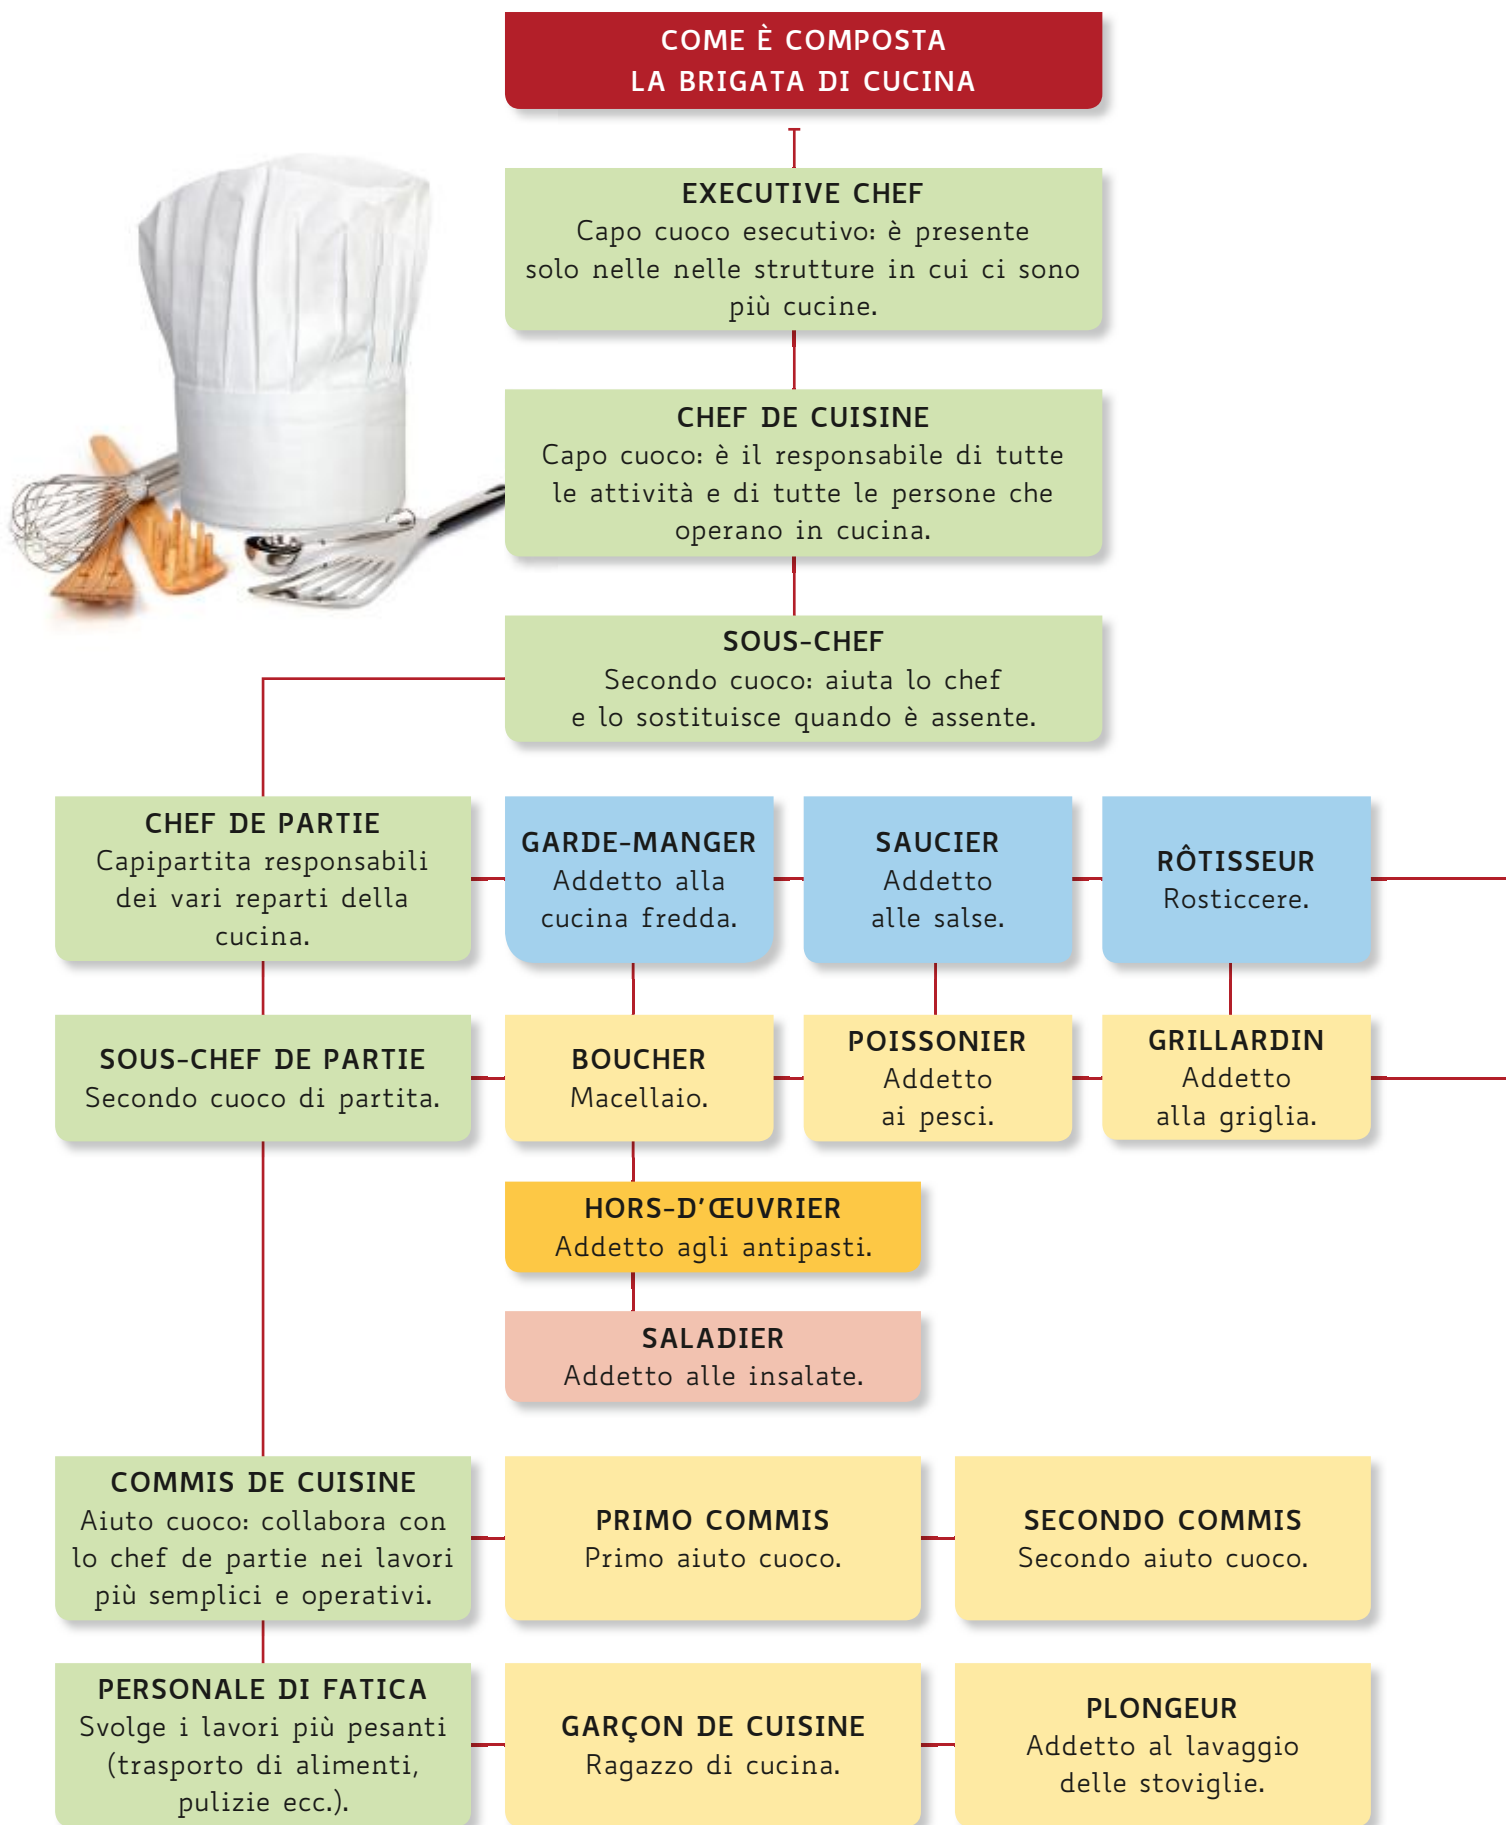 COME È COMPOSTA
LA BRIGATA DI CUCINA
EXECUTIVE CHEF
Capo cuoco esecutivo: è presente
solo nelle nelle strutture in cui ci sono
più cucine.
CHEF DE CUISINE
Capo cuoco: è il responsabile di tutte
le attività e di tutte le persone che
operano in cucina.
SOUS-CHEF
Secondo cuoco: aiuta lo chef
e lo sostituisce quando è assente.
CHEF DE PARTIE
Capipartita responsabili
dei vari reparti della
cucina.
GARDE-MANGER
Addetto alla
cucina fredda.
SAUCIER
Addetto
alle salse.
RÔTISSEUR
Rosticcere.
SOUS-CHEF DE PARTIE
Secondo cuoco di partita.
BOUCHER
Macellaio.
POISSONIER
Addetto
ai pesci.
GRILLARDIN
Addetto
alla griglia.
HORS-D'ŒUVRIER
Addetto agli antipasti.
SALADIER
Addetto alle insalate.
COMMIS DE CUISINE
Aiuto cuoco: collabora con
lo chef de partie nei lavori
più semplici e operativi.
PRIMO COMMIS
Primo aiuto cuoco.
SECONDO COMMIS
Secondo aiuto cuoco.
PERSONALE DI FATICA
Svolge i lavori più pesanti
(trasporto di alimenti,
pulizie ecc.).
GARÇON DE CUISINE
Ragazzo di cucina.
PLONGEUR
Addetto al lavaggio
delle stoviglie.